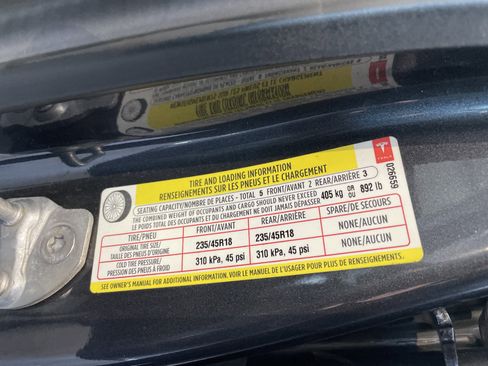 TIRE AND LOADING INFORMATION
RENSEIGNEMENTS SUR LES PNEUS ET LE CHARGEMENT
TESLA
SEATING CAPACITY/NOMBRE DE PLACES - TOTAL 5 FRONT/AVANT 2 REAR/ARRIÈRE 3
THE COMBINED WEIGHT OF OCCUPANTS AND CARGO SHOULD NEVER EXCEED 405 kg OR 892 lb
LE POIDS TOTAL DES OCCUPANTS ET DU CHARGEMENT NE DOIT JAMAIS DÉPASSER OU
026659
TIRE/PNEU FRONT/AVANT REAR/ARRIÈRE SPARE/DE SECOURS
ORIGINAL TIRE SIZE/ 235/45R18 235/45R18 NONE/AUCUN
TAILLE DES PNEUS D'ORIGINE
COLD TIRE PRESSURE/ 310 kPa, 45 psi 310 kPa, 45 psi NONE/AUCUN
PRESSION DES PNEUS À FROID
SEE OWNER'S MANUAL FOR ADDITIONAL INFORMATION. VOIR LE MANUEL DE L'USAGER POUR PLUS DE RENSEIGNEMENTS.